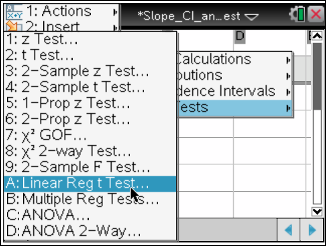 1: Actions
*Slope_CI_an...est
2: Insert
D
1: z Test...
2: t Test...
3: 2-Sample z Test...
4: 2-Sample t Test...
5: 1-Prop z Test...
6: 2-Prop z Test...
7: χ² GOF...
8: χ² 2-way Test...
9: 2-Sample F Test...
A: Linear Reg t Test...
B: Multiple Reg Tests...
C: ANOVA...
D: ANOVA 2-Way...
Calculations
butions
dence Intervals
ests